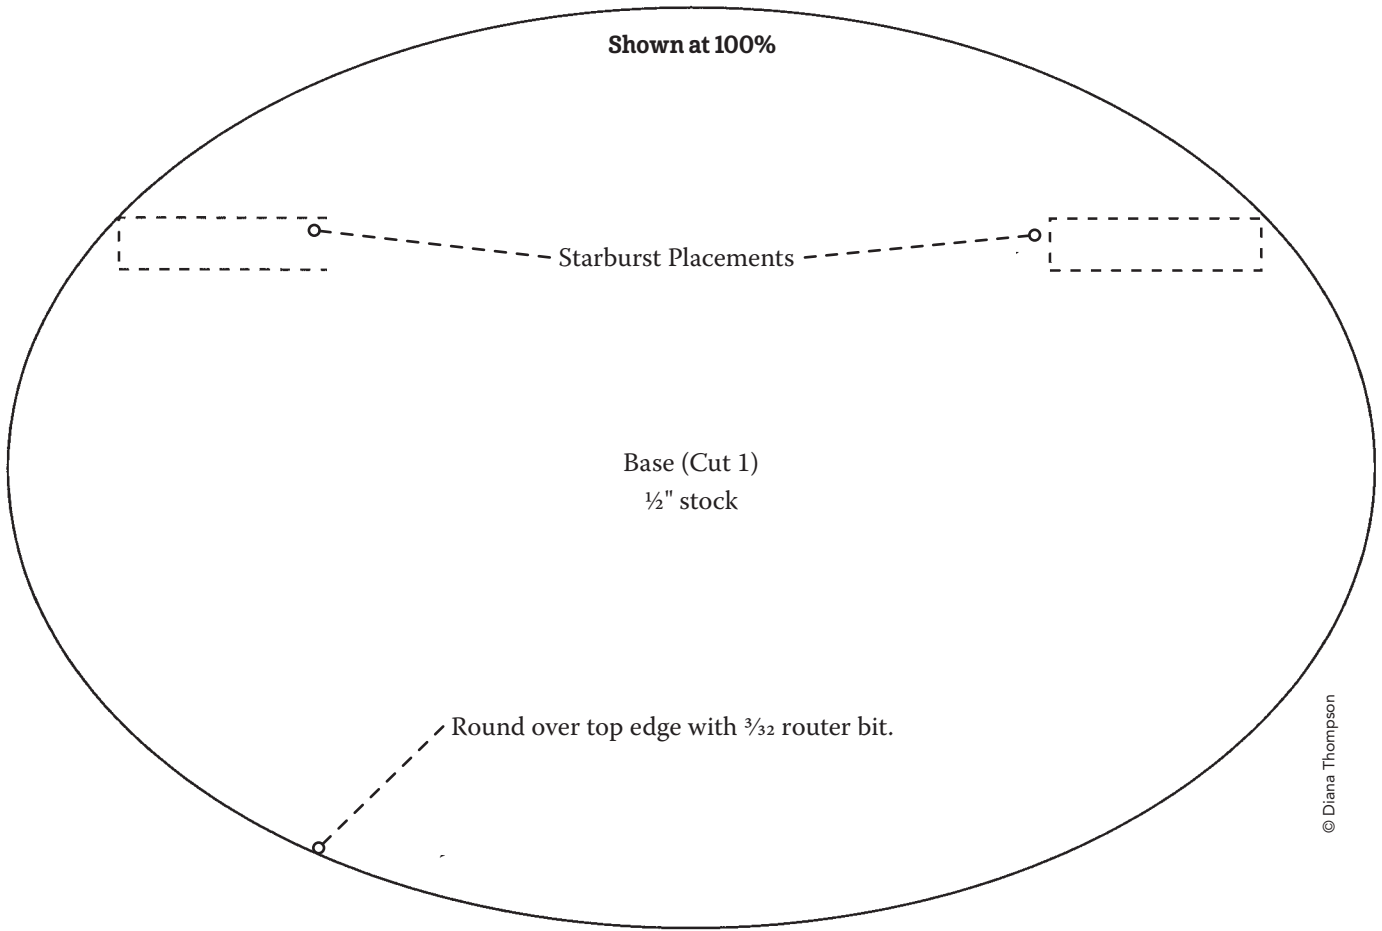 Shown at 100%
Starburst Placements
Base (Cut 1)
½" stock
Round over top edge with ³⁄₃₂ router bit.
© Diana Thompson